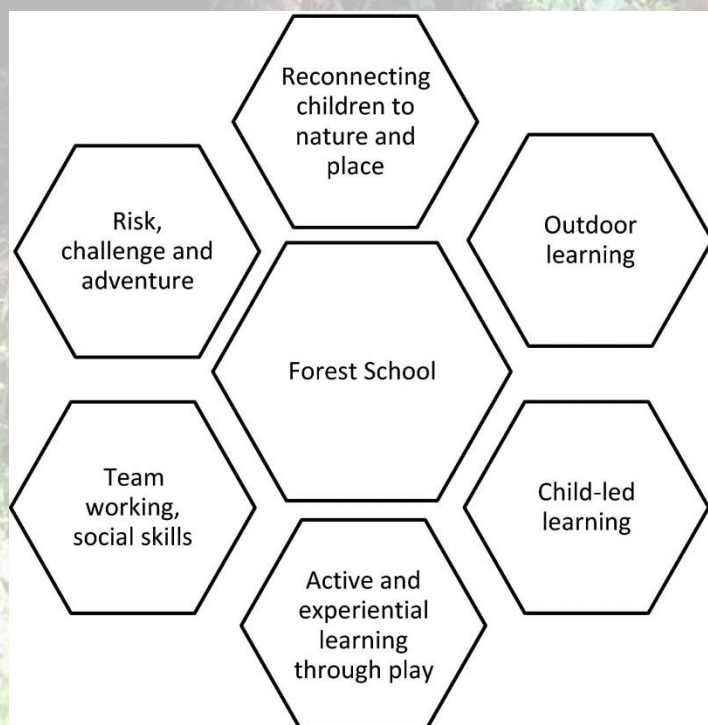 Reconnecting
children to
nature and
place
Risk,
challenge and
adventure
Outdoor
learning
Forest School
Team
working,
social skills
Child-led
learning
Active and
experiential
learning
through play